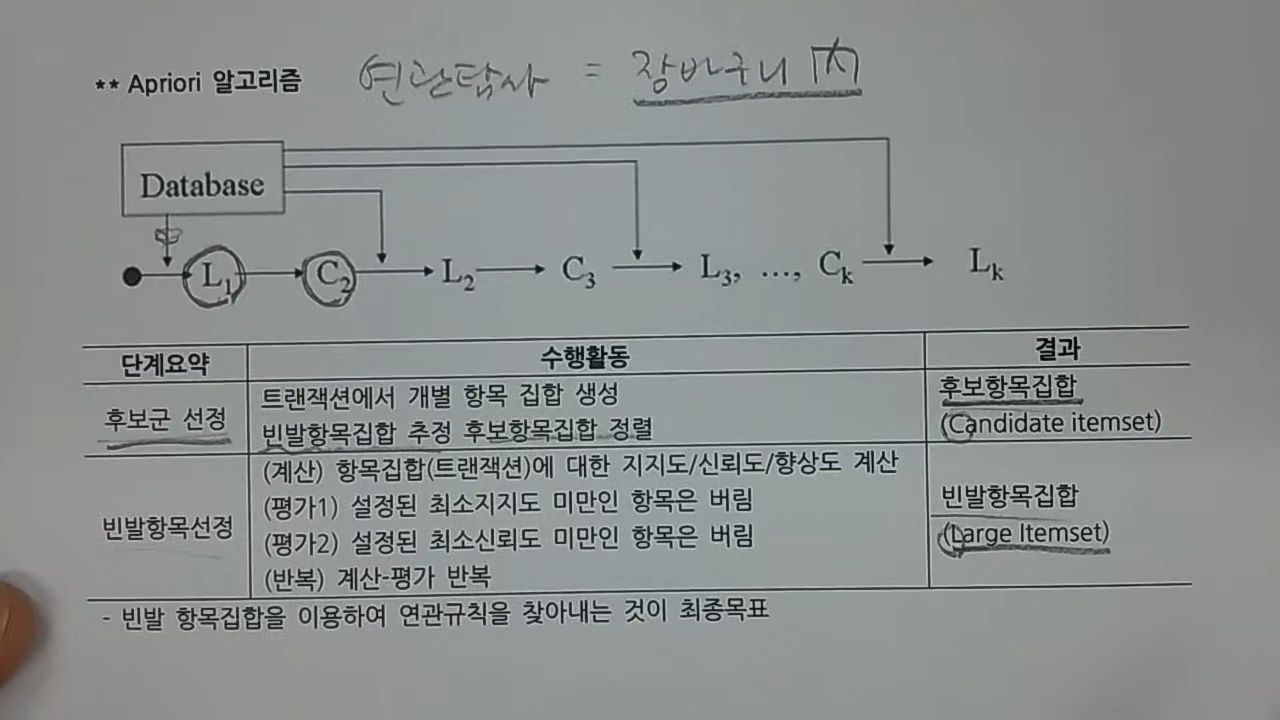 ** Apriori 알고리즘 연관탐사 = 장바구니 内
Database
L1 C2 L2 C3 L3, ..., Ck Lk
단계요약 수행활동 결과
후보군 선정
트랜잭션에서 개별 항목 집합 생성
빈발항목집합 추정 후보항목집합 정렬
후보항목집합
(Candidate itemset)
빈발항목선정
(계산) 항목집합(트랜잭션)에 대한 지지도/신뢰도/향상도 계산
(평가1) 설정된 최소지지도 미만인 항목은 버림
(평가2) 설정된 최소신뢰도 미만인 항목은 버림
(반복) 계산-평가 반복
빈발항목집합
(Large Itemset)
- 빈발 항목집합을 이용하여 연관규칙을 찾아내는 것이 최종목표